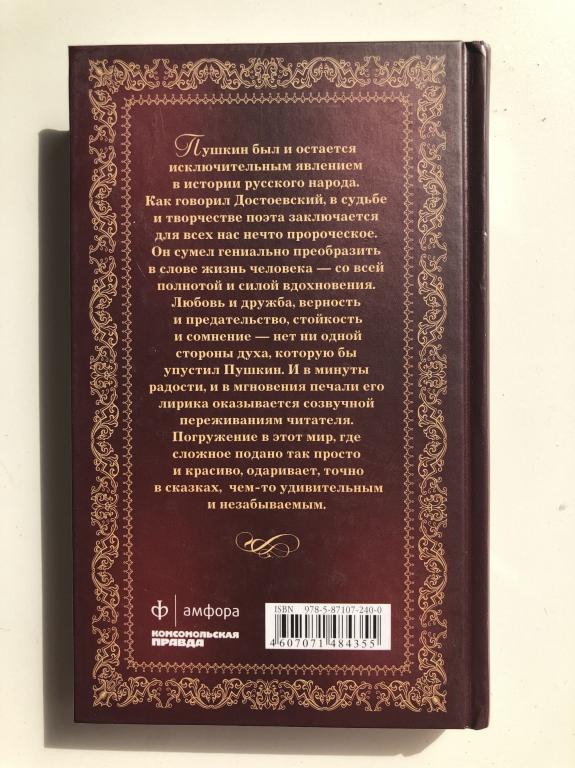 Пушкин был и остается
исключительным явлением
в истории русского народа.
Как говорил Достоевский, в судьбе
и творчестве поэта заключается
для всех нас нечто пророческое.
Он сумел гениально преобразить
в слове жизнь человека — со всей
полнотой и силой вдохновения.
Любовь и дружба, верность
и предательство, стойкость
и сомнение — нет ни одной
стороны духа, которую бы
упустил Пушкин. И в минуты
радости, и в мгновения печали его
лирика оказывается созвучной
переживаниям читателя.
Погружение в этот мир, где
сложное подано так просто
и красиво, одаривает, точно
в сказках, чем-то удивительным
и незабываемым.
ф | амфора
КОМСОМОЛЬСКАЯ
ПРАВДА
ISBN 978-5-87107-240-0
4607071484355